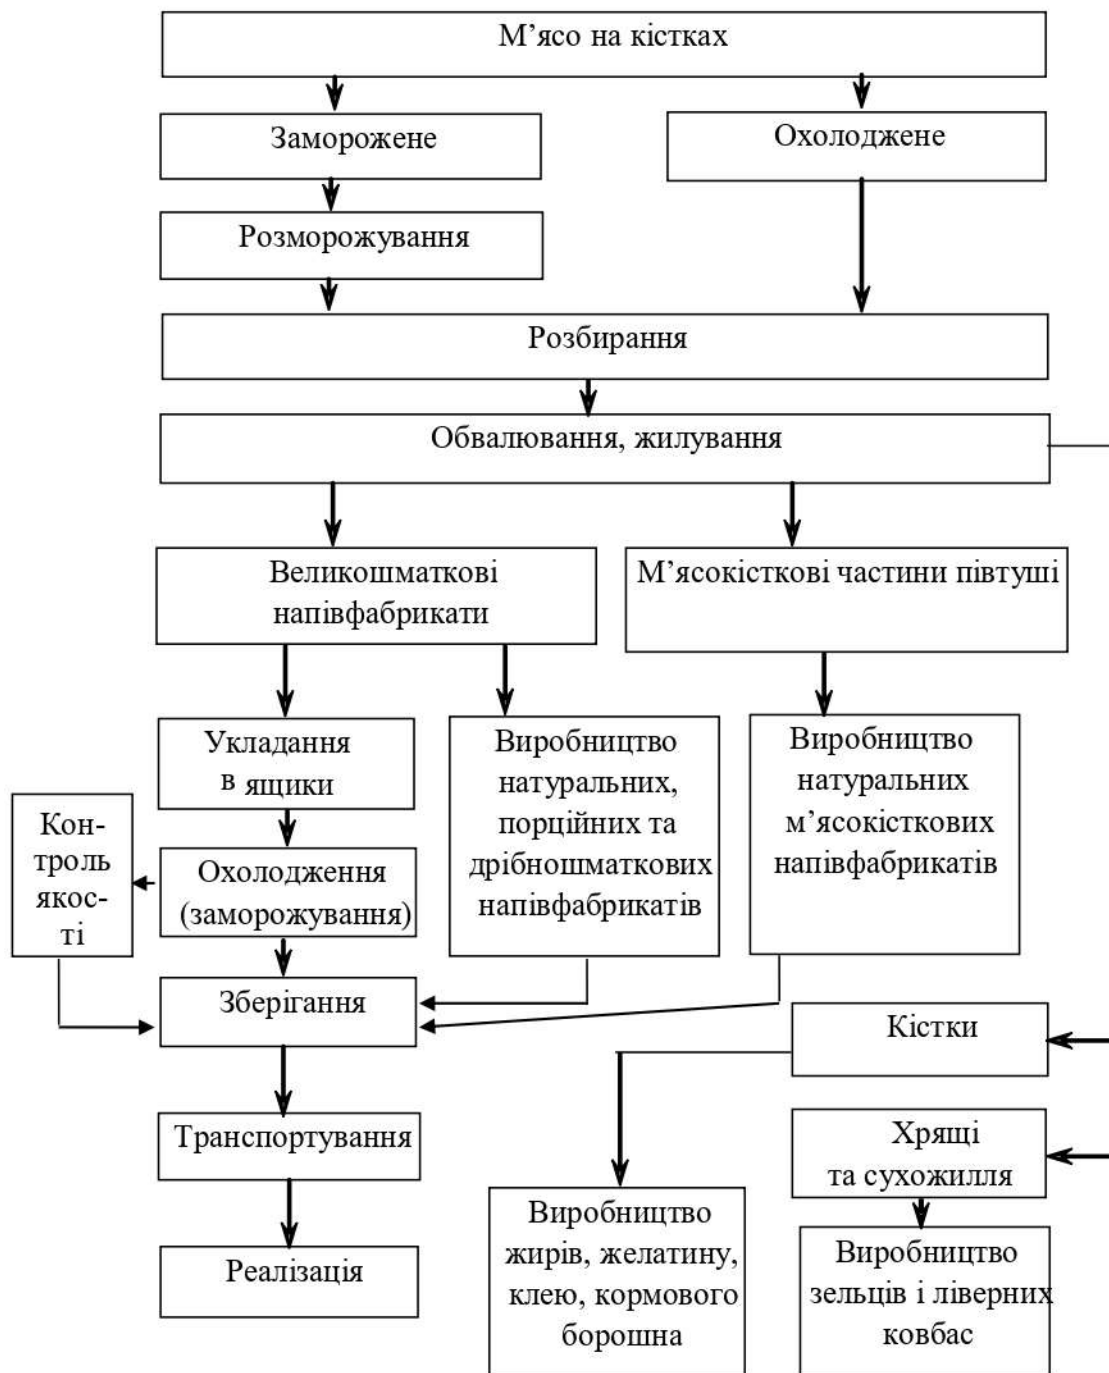 М’ясо на кістках
Заморожене
Охолоджене
Розморожування
Розбирання
Обвалювання, жилування
Великошматкові
напівфабрикати
М’ясокісткові частини півтуші
Укладання
в ящики
Виробництво
натуральних,
порційних та
дрібношматкових
напівфабрикатів
Виробництво
натуральних
м’ясокісткових
напівфабрикатів
Кон-
троль
якос-
ті
Охолодження
(заморожування)
Зберігання
Кістки
Транспортування
Хрящі
та сухожилля
Реалізація
Виробництво
жирів, желатину,
клею, кормового
борошна
Виробництво
зельців і ліверних
ковбас